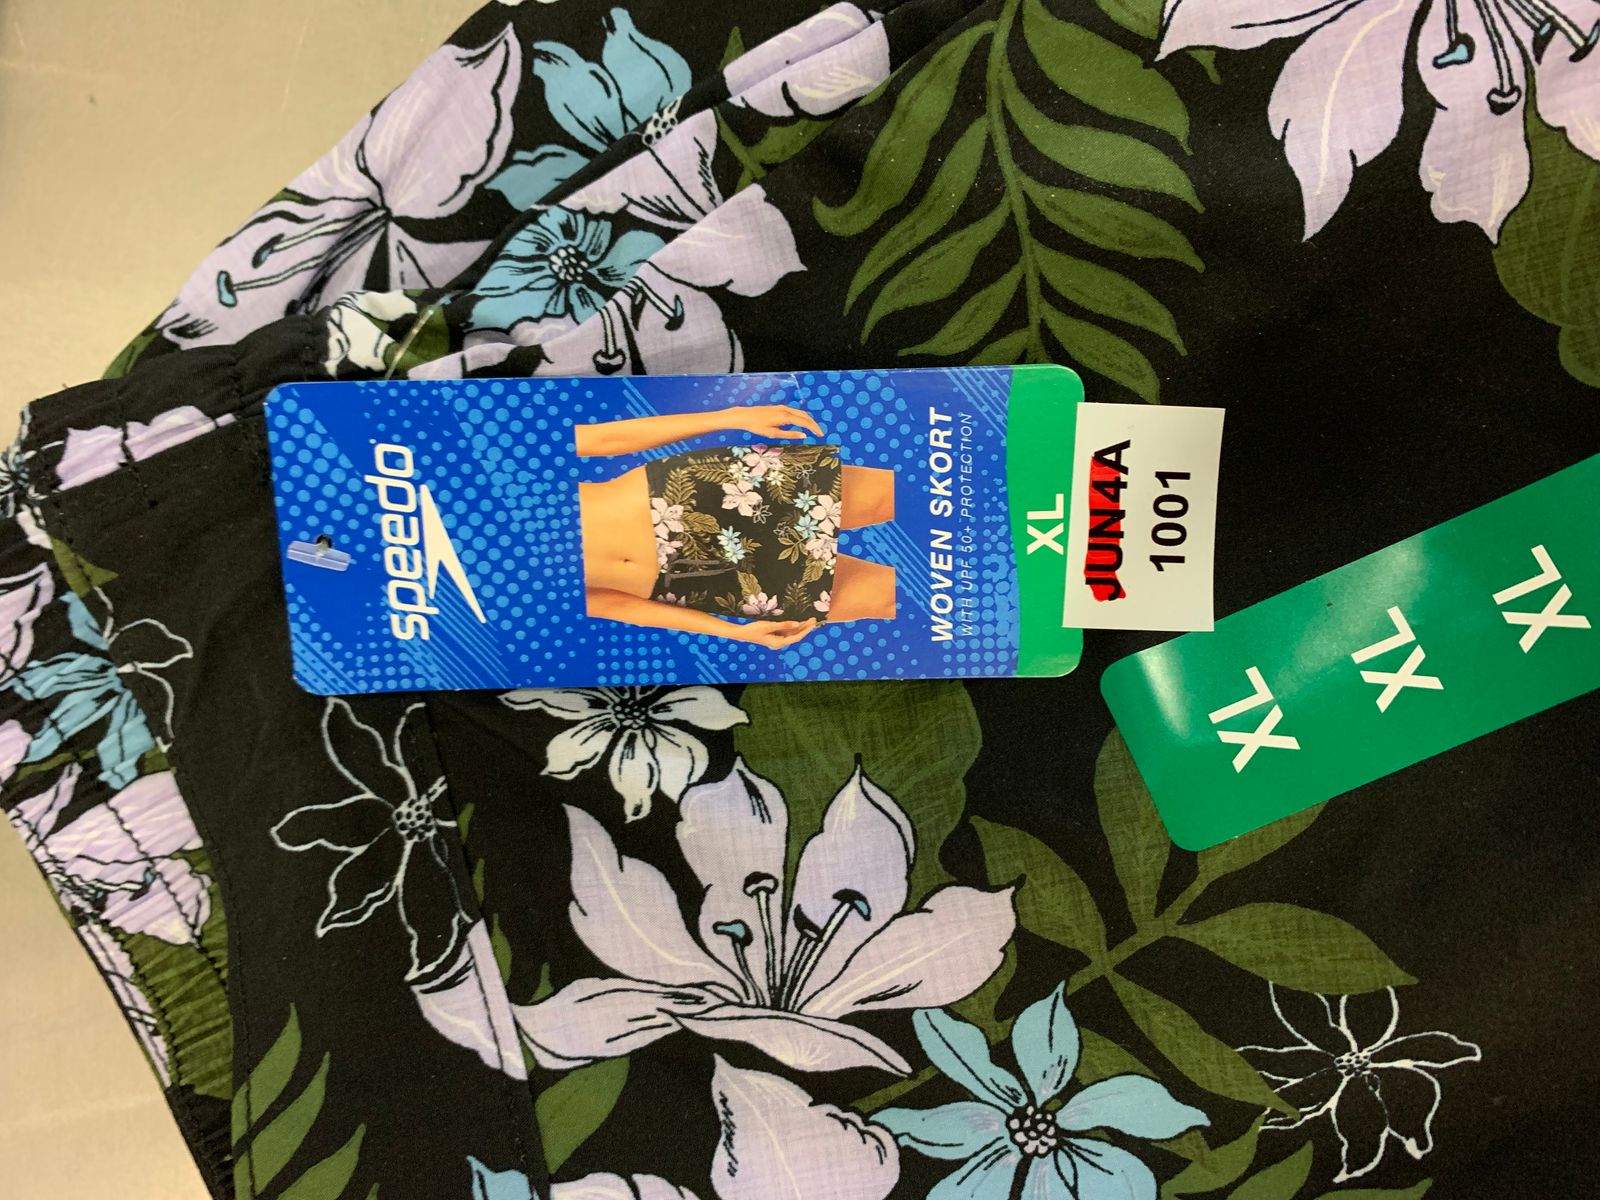 speedo
WOVEN SKORT
WITH UPF 50+ PROTECTION
XL
JUN4A
1001
XL
XL
XL